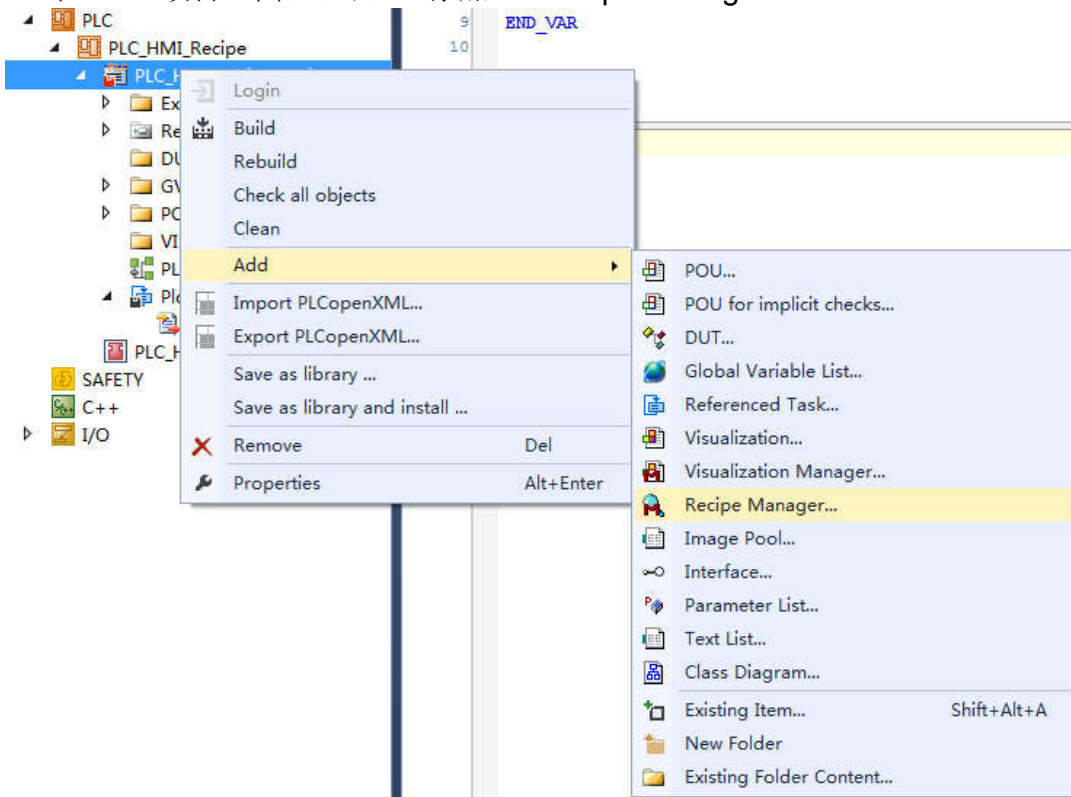 PLC
9 END_VAR
PLC_HMI_Recipe
10
PLC_H
Ex
Re
DU
GV
PO
VI
PL
Plc
PLC_H
SAFETY
C++
I/O
Login
Build
Rebuild
Check all objects
Clean
Add
Import PLCopenXML...
Export PLCopenXML...
Save as library ...
Save as library and install ...
Remove Del
Properties Alt+Enter
POU...
POU for implicit checks...
DUT...
Global Variable List...
Referenced Task...
Visualization...
Visualization Manager...
Recipe Manager...
Image Pool...
Interface...
Parameter List...
Text List...
Class Diagram...
Existing Item... Shift+Alt+A
New Folder
Existing Folder Content...